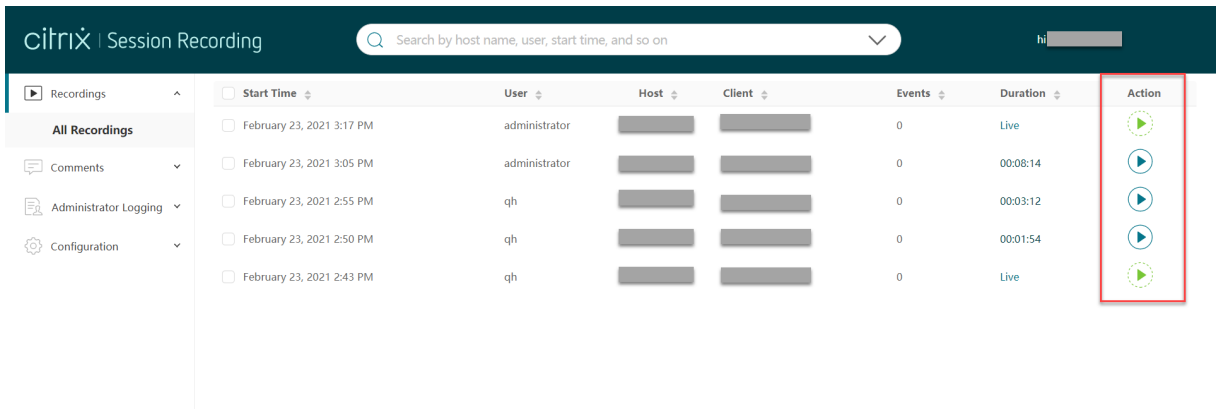 citrix | Session Recording
Search by host name, user, start time, and so on
hi
Recordings
All Recordings
Comments
Administrator Logging
Configuration
Start Time User Host Client Events Duration Action
February 23, 2021 3:17 PM administrator 0 Live
February 23, 2021 3:05 PM administrator 0 00:08:14
February 23, 2021 2:55 PM qh 0 00:03:12
February 23, 2021 2:50 PM qh 0 00:01:54
February 23, 2021 2:43 PM qh 0 Live